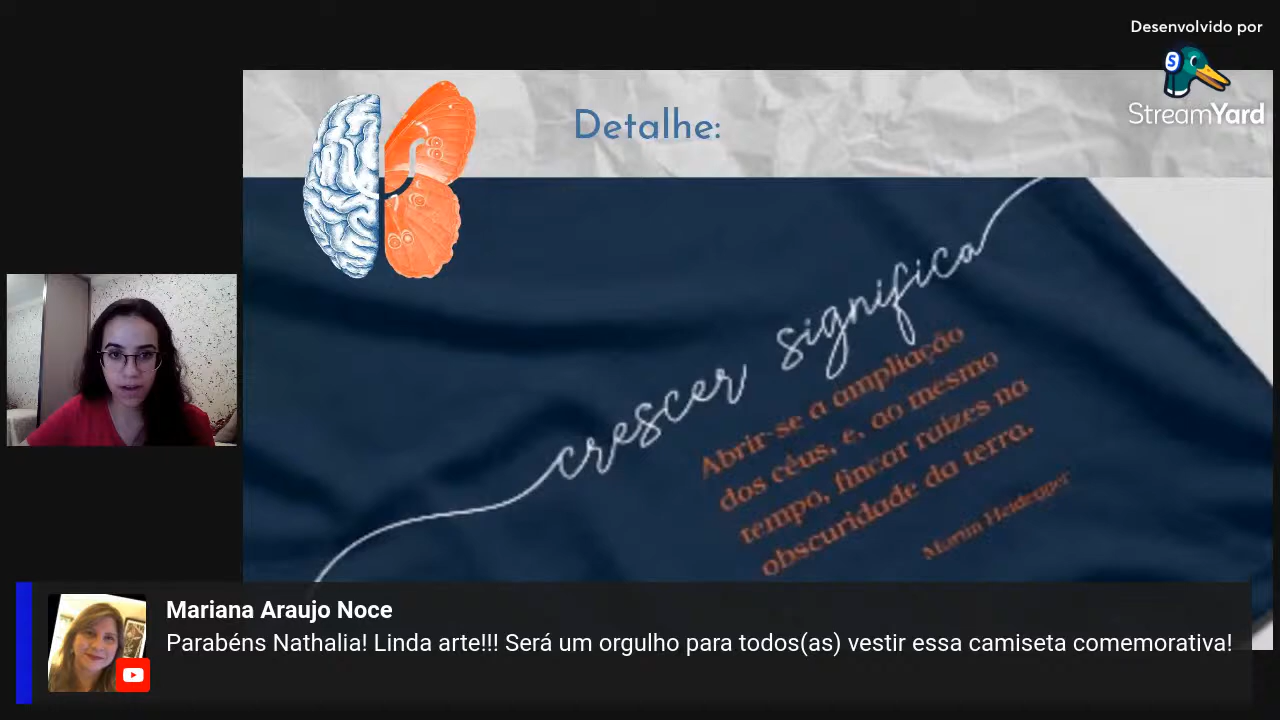 Desenvolvido por
StreamYard
Detalhe:
crescer significa
Abrir-se a ampliação
dos céus, e, ao mesmo
tempo, fincar raízes na
obscuridade da terra.
Martin Heidegger
Mariana Araujo Noce
Parabéns Nathalia! Linda arte!!! Será um orgulho para todos(as) vestir essa camiseta comemorativa!